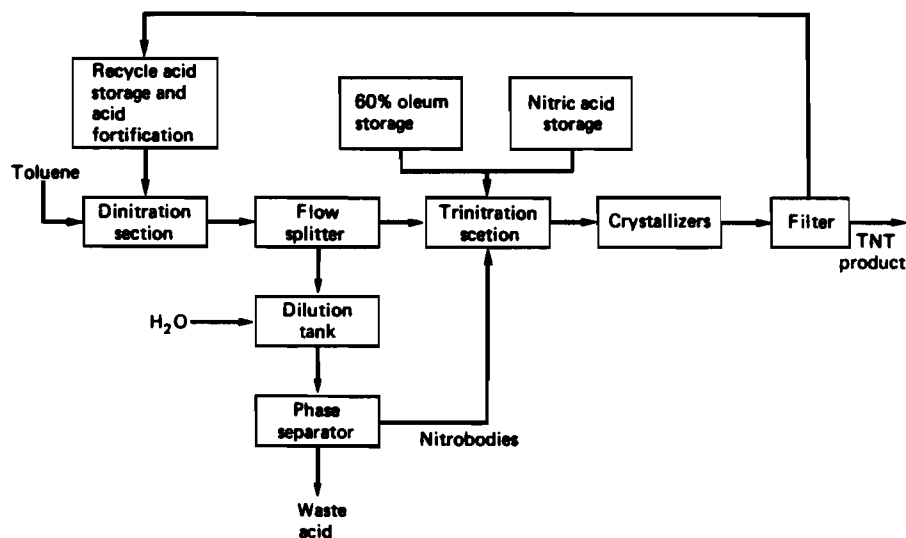 Recycle acid
storage and
acid
fortification
60% oleum
storage
Nitric acid
storage
Toluene
Dinitration
section
Flow
splitter
Trinitration
scetion
Crystallizers
Filter
TNT
product
H₂O
Dilution
tank
Phase
separator
Nitrobodies
Waste
acid